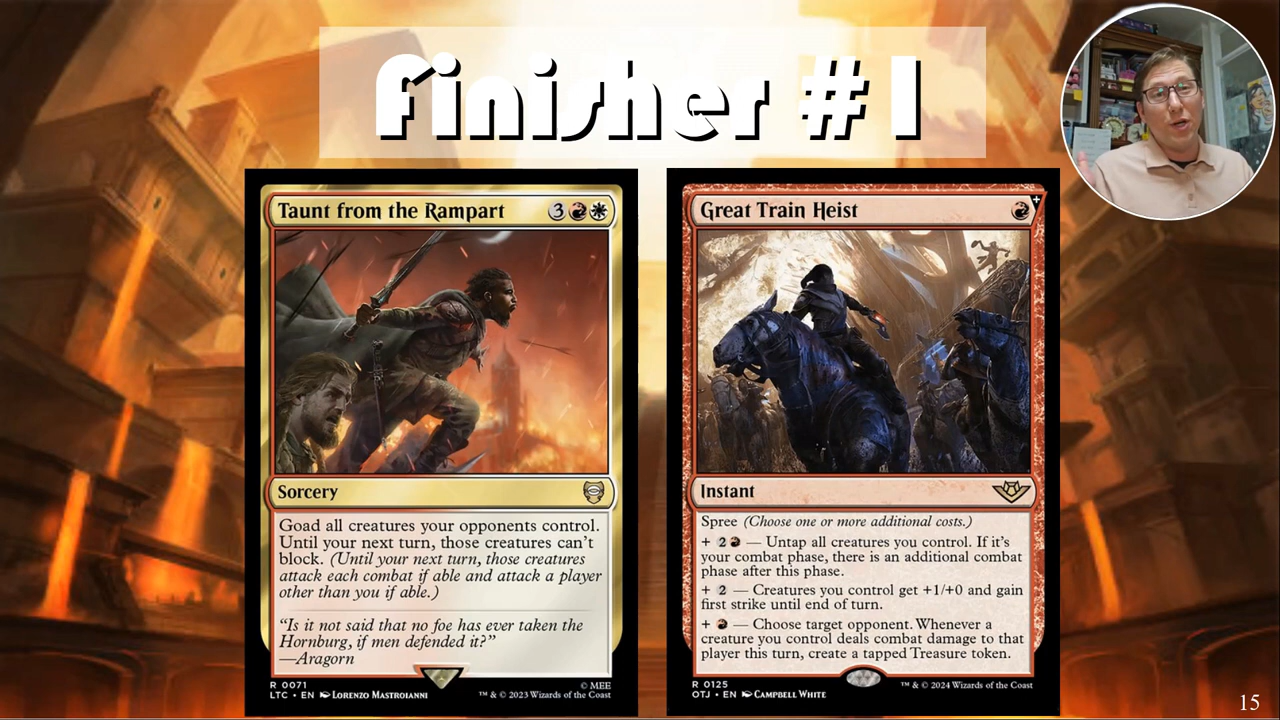 Finisher #1
Taunt from the Rampart 3
Sorcery
Goad all creatures your opponents control.
Until your next turn, those creatures can't
block. (Until your next turn, those creatures
attack each combat if able and attack a player
other than you if able.)
"Is it not said that no foe has ever taken the
Hornburg, if men defended it?"
—Aragorn
R 0071
LTC • EN Lorenzo Mastroianni
© MEE
™ & © 2023 Wizards of the Coast
Great Train Heist
Instant
Spree (Choose one or more additional costs.)
+ 2 — Untap all creatures you control. If it's
your combat phase, there is an additional combat
phase after this phase.
+ 2 — Creatures you control get +1/+0 and gain
first strike until end of turn.
+ — Choose target opponent. Whenever a
creature you control deals combat damage to that
player this turn, create a tapped Treasure token.
R 0125
OTJ • EN Campbell White
™ & © 2024 Wizards of the Coast
15